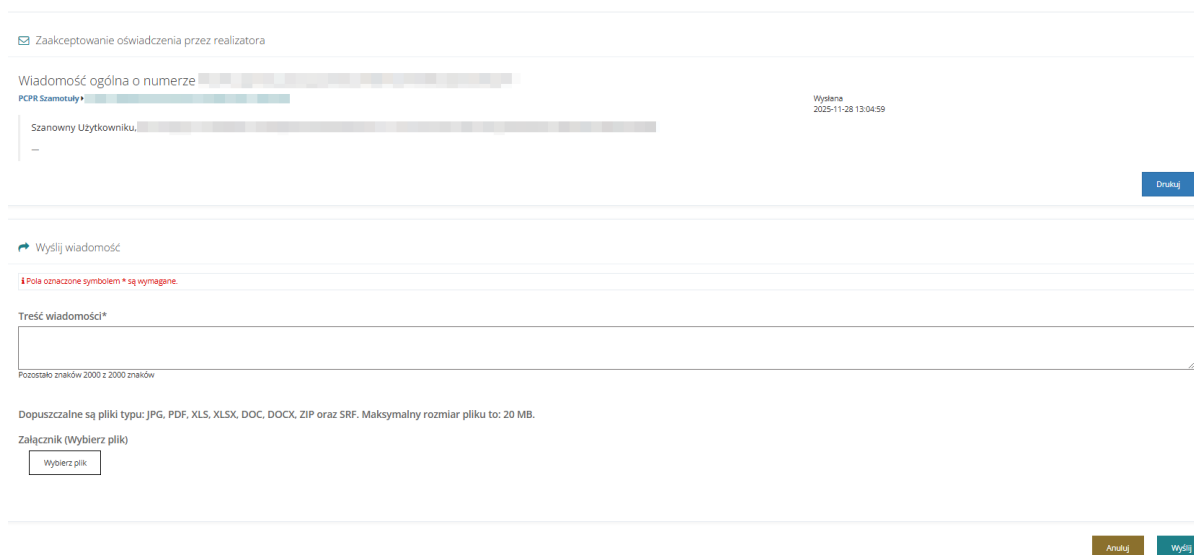 Zaakceptowanie oświadczenia przez realizatora
Wiadomość ogólna o numerze
PCPR Szamotuły
Wysłana
2025-11-28 13:04:59
Szanowny Użytkowniku,
—
Drukuj
Wyślij wiadomość
Pola oznaczone symbolem * są wymagane.
Treść wiadomości*
Pozostało znaków 2000 z 2000 znaków
Dopuszczalne są pliki typu: JPG, PDF, XLS, XLSX, DOC, DOCX, ZIP oraz SRF. Maksymalny rozmiar pliku to: 20 MB.
Załącznik (Wybierz plik)
Wybierz plik
Anuluj
Wyślij